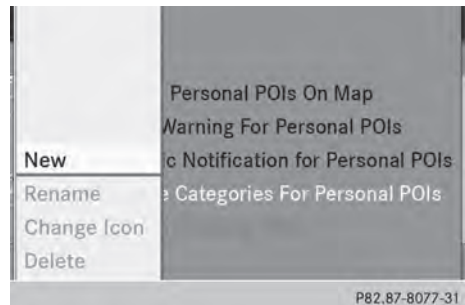 Personal POIs On Map
Warning For Personal POIs
New
ic Notification for Personal POIs
Rename
Categories For Personal POIs
Change Icon
Delete
P82.87-8077-31